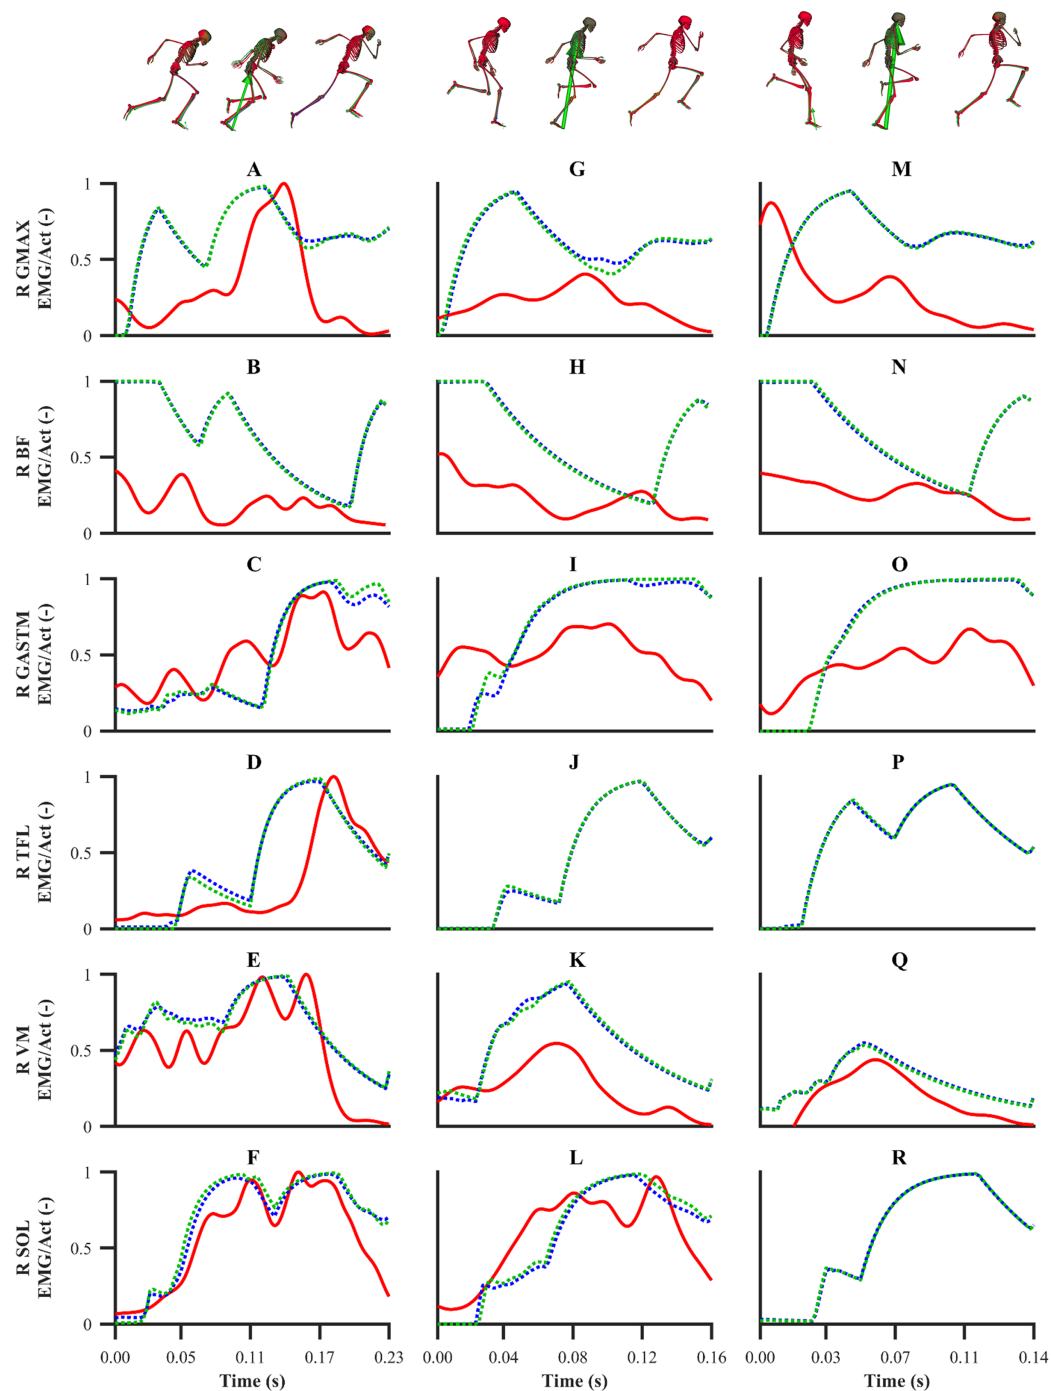 A G M
R GMAX
EMG/Act (-)
1
0.5
0
B H N
R BF
EMG/Act (-)
1
0.5
0
C I O
R GASTM
EMG/Act (-)
1
0.5
0
D J P
R TFL
EMG/Act (-)
1
0.5
0
E K Q
R VM
EMG/Act (-)
1
0.5
0
F L R
R SOL
EMG/Act (-)
1
0.5
0
0.00 0.05 0.11 0.17 0.23 0.00 0.04 0.08 0.12 0.16 0.00 0.03 0.07 0.11 0.14
Time (s) Time (s) Time (s)